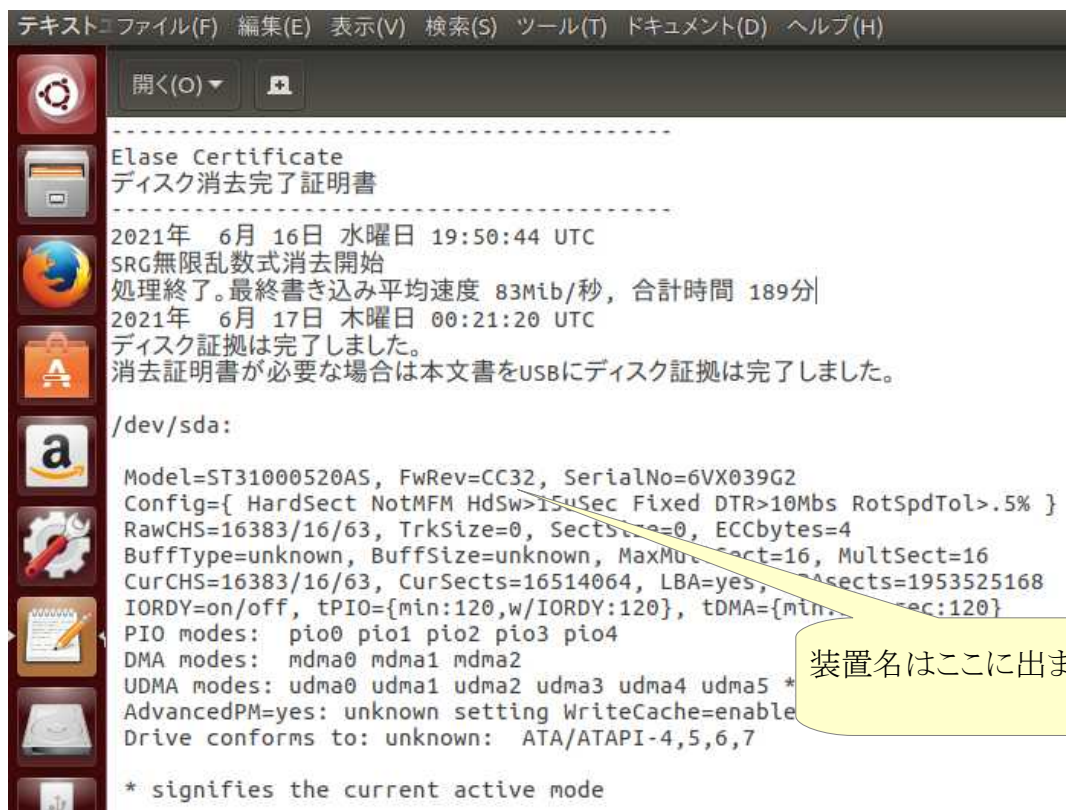 テキスト ファイル(F) 編集(E) 表示(V) 検索(S) ツール(T) ドキュメント(D) ヘルプ(H)
開く(O)
-----------------------------------------
Elase Certificate
ディスク消去完了証明書
-----------------------------------------
2021年 6月 16日 水曜日 19:50:44 UTC
SRG無限乱数式消去開始
処理終了。最終書き込み平均速度 83Mib/秒, 合計時間 189分
2021年 6月 17日 木曜日 00:21:20 UTC
ディスク証拠は完了しました。
消去証明書が必要な場合は本文書をUSBにディスク証拠は完了しました。
/dev/sda:
Model=ST31000520AS, FwRev=CC32, SerialNo=6VX039G2
Config={ HardSect NotMFM HdSw>15uSec Fixed DTR>10Mbs RotSpdTol>.5% }
RawCHS=16383/16/63, TrkSize=0, SectSize=0, ECCbytes=4
BuffType=unknown, BuffSize=unknown, MaxMultSect=16, MultSect=16
CurCHS=16383/16/63, CurSects=16514064, LBA=yes, LBAsects=1953525168
IORDY=on/off, tPIO={min:120,w/IORDY:120}, tDMA={min: ec:120}
PIO modes: pio0 pio1 pio2 pio3 pio4
DMA modes: mdma0 mdma1 mdma2
装置名はここに出ま
UDMA modes: udma0 udma1 udma2 udma3 udma4 udma5 *
AdvancedPM=yes: unknown setting WriteCache=enable
Drive conforms to: unknown: ATA/ATAPI-4,5,6,7
* signifies the current active mode